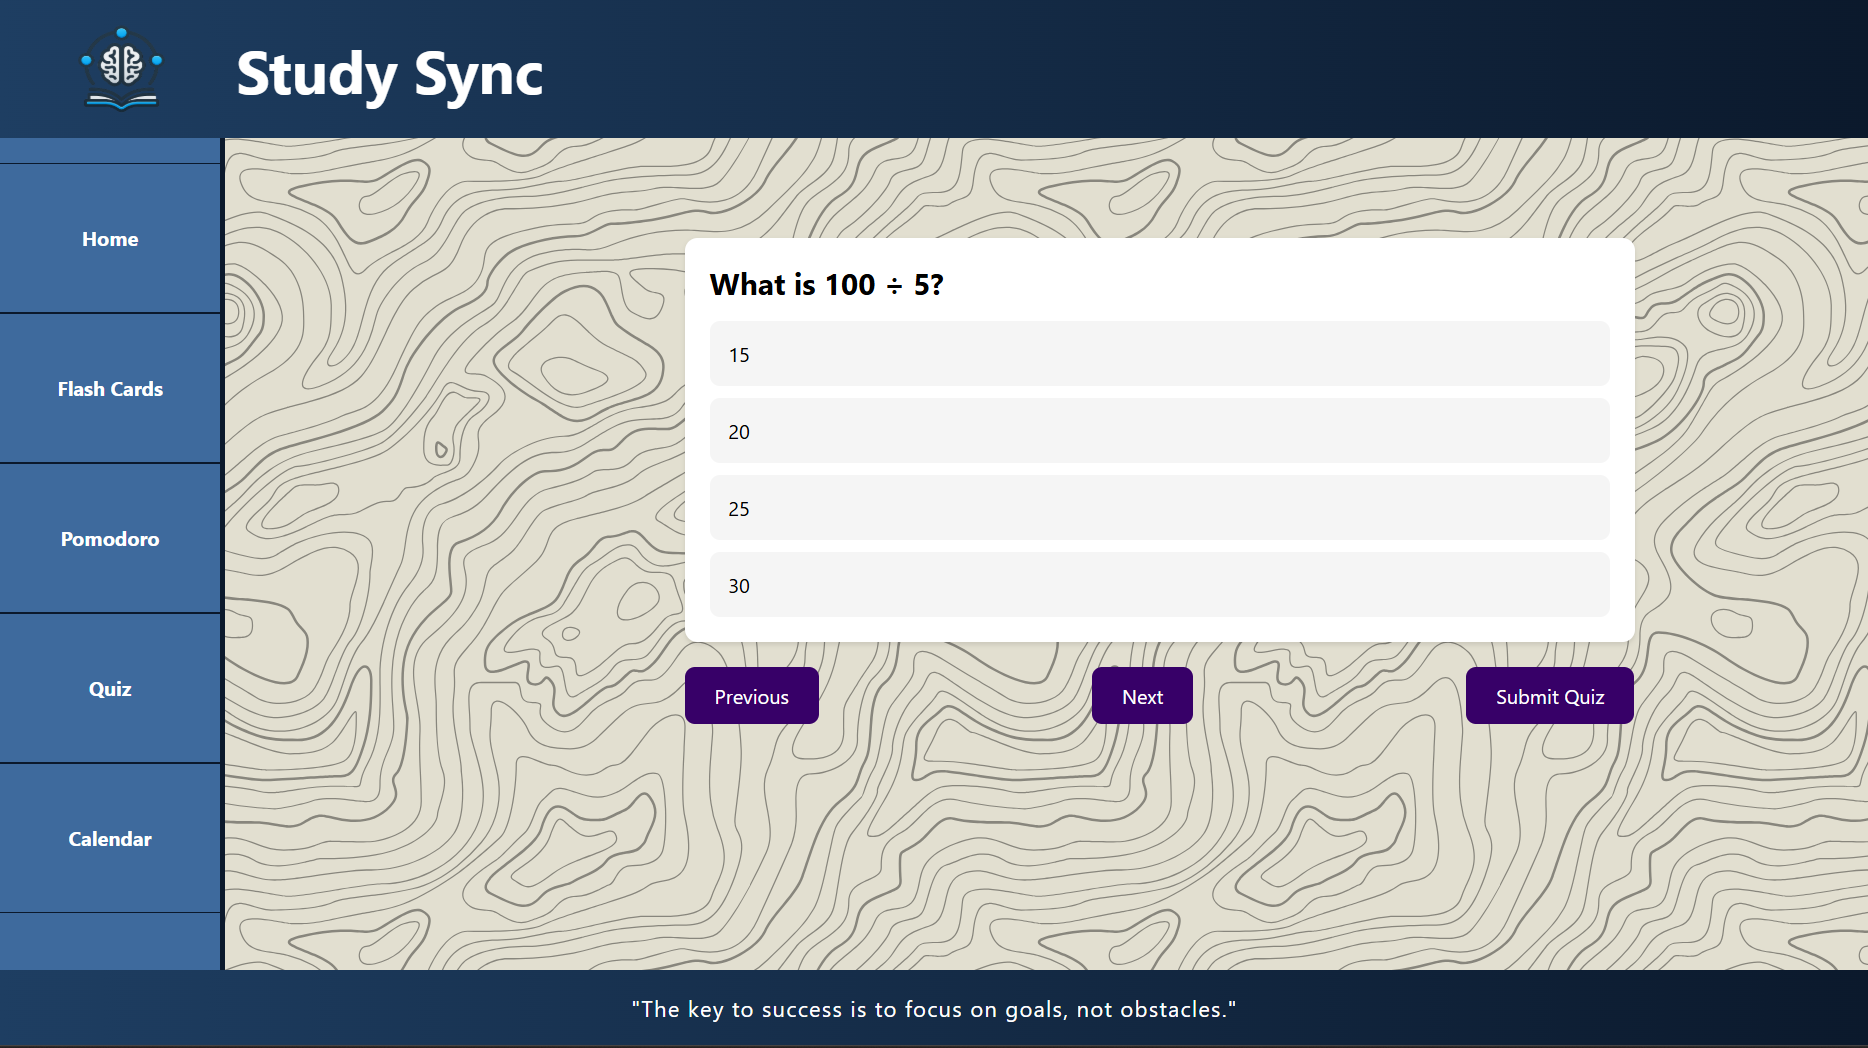 Study Sync
Home
Flash Cards
Pomodoro
Quiz
Calendar
What is 100 ÷ 5?
15
20
25
30
Previous
Next
Submit Quiz
"The key to success is to focus on goals, not obstacles."